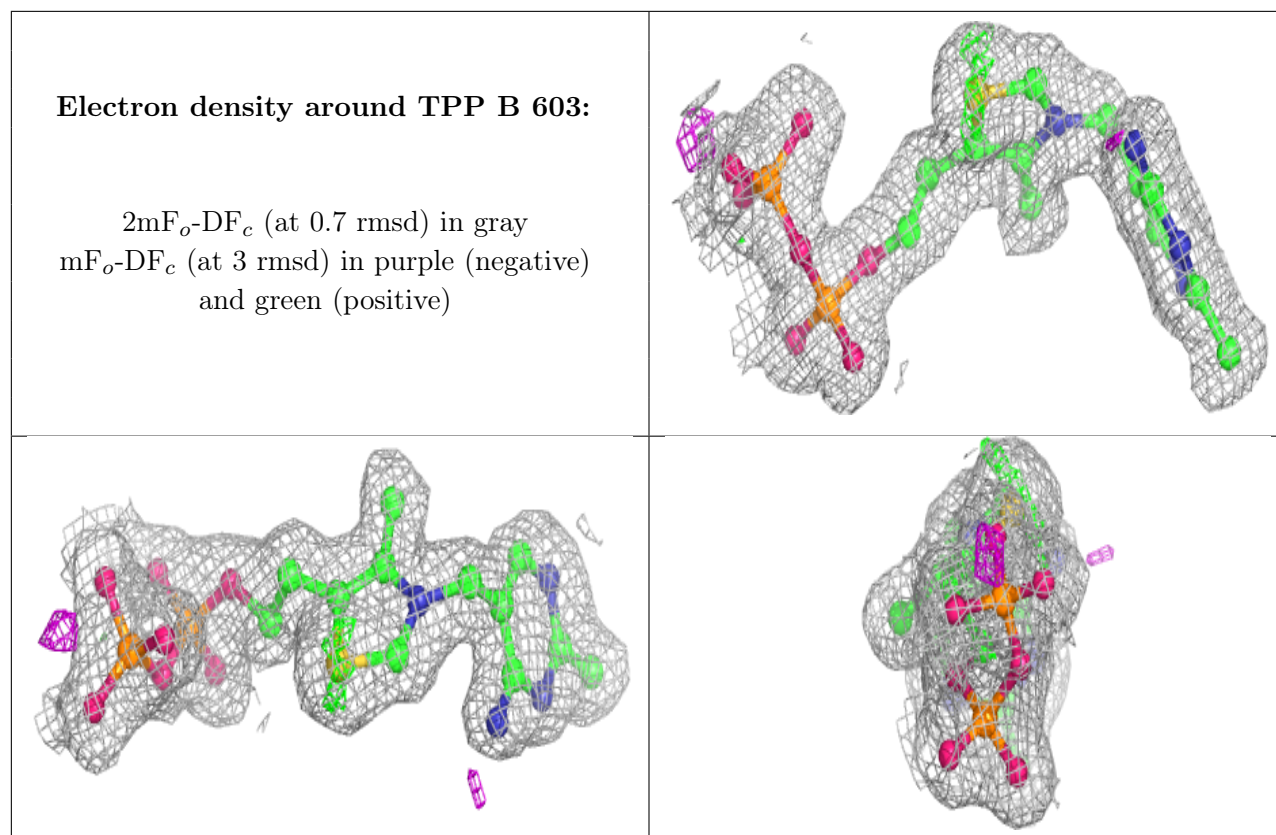 Electron density around TPP B 603:
2mFo-DFc (at 0.7 rmsd) in gray
mFo-DFc (at 3 rmsd) in purple (negative)
and green (positive)